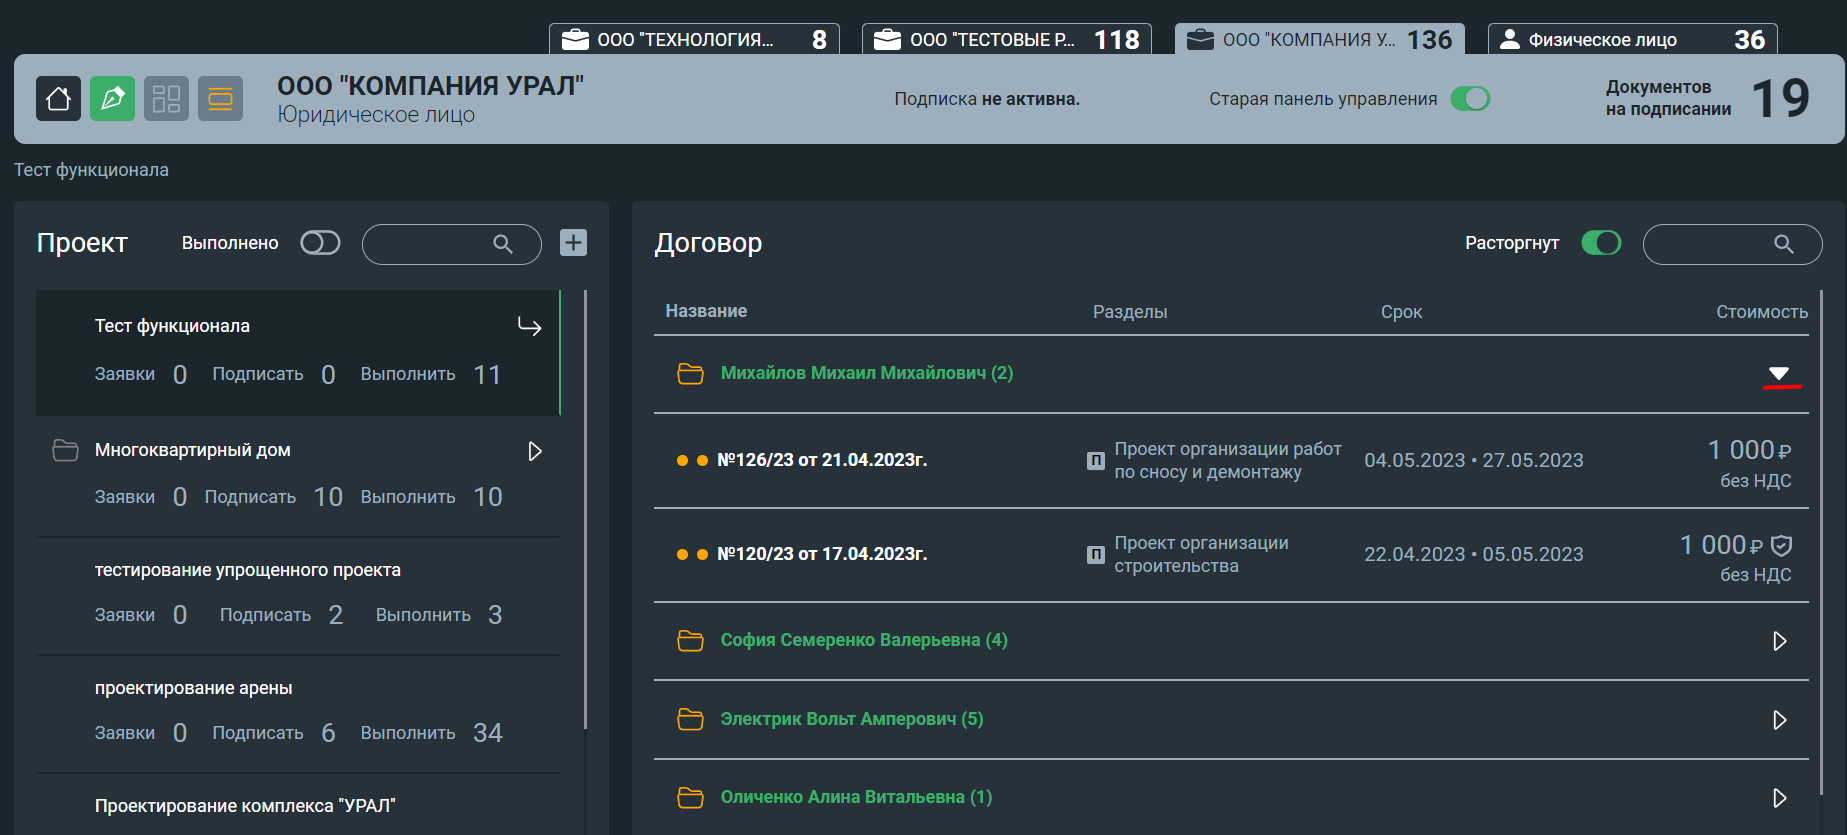 ООО "ТЕХНОЛОГИЯ... 8
ООО "ТЕСТОВЫЕ Р... 118
ООО "КОМПАНИЯ У... 136
Физическое лицо 36
ООО "КОМПАНИЯ УРАЛ"
Юридическое лицо
Подписка не активна.
Старая панель управления
Документов
на подписании
19
Тест функционала
Проект
Выполнено
Тест функционала
Заявки 0 Подписать 0 Выполнить 11
Многоквартирный дом
Заявки 0 Подписать 10 Выполнить 10
тестирование упрощенного проекта
Заявки 0 Подписать 2 Выполнить 3
проектирование арены
Заявки 0 Подписать 6 Выполнить 34
Проектирование комплекса "УРАЛ"
Договор
Расторгнут
Название Разделы Срок Стоимость
Михайлов Михаил Михайлович (2)
№126/23 от 21.04.2023г.
П
Проект организации работ
по сносу и демонтажу
04.05.2023 • 27.05.2023
1 000 ₽
без НДС
№120/23 от 17.04.2023г.
П
Проект организации
строительства
22.04.2023 • 05.05.2023
1 000 ₽
без НДС
София Семеренко Валерьевна (4)
Электрик Вольт Амперович (5)
Оличенко Алина Витальевна (1)